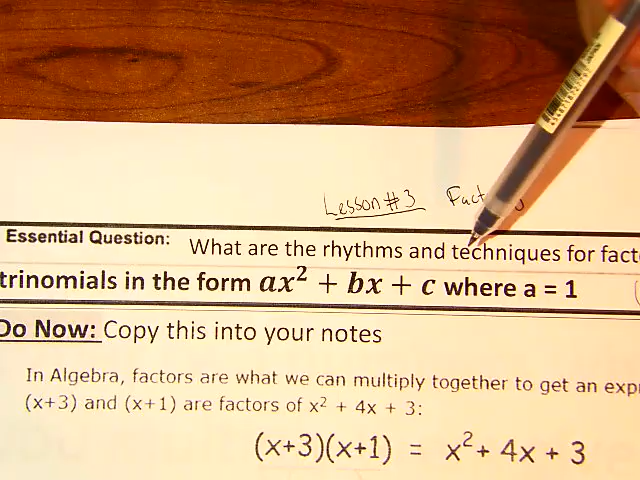 Lesson #3
Essential Question: What are the rhythms and techniques for
trinomials in the form ax² + bx + c where a = 1
Do Now: Copy this into your notes
In Algebra, factors are what we can multiply together to get an
(x+3) and (x+1) are factors of x² + 4x + 3:
(x+3)(x+1) = x² + 4x + 3